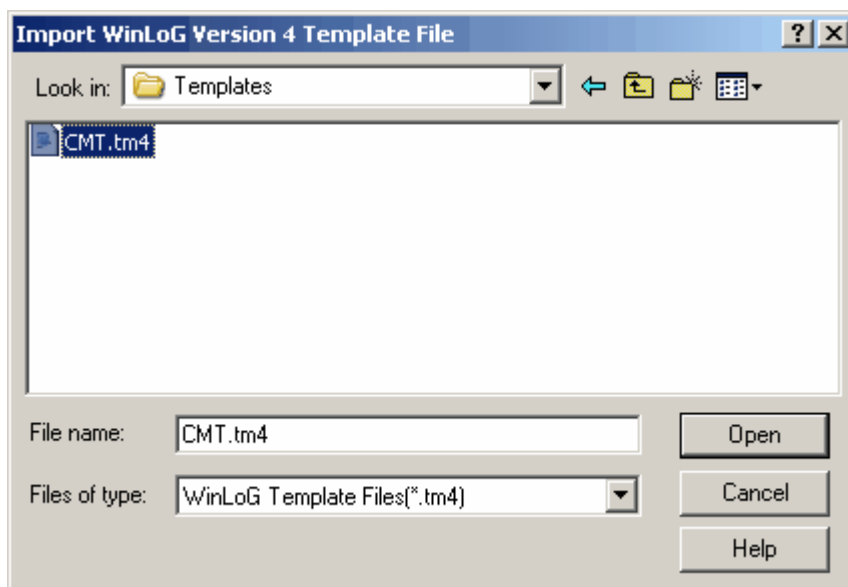 Import WinLoG Version 4 Template File
Look in: Templates
CMT.tm4
File name: CMT.tm4 Open
Files of type: WinLoG Template Files(*.tm4) Cancel
Help